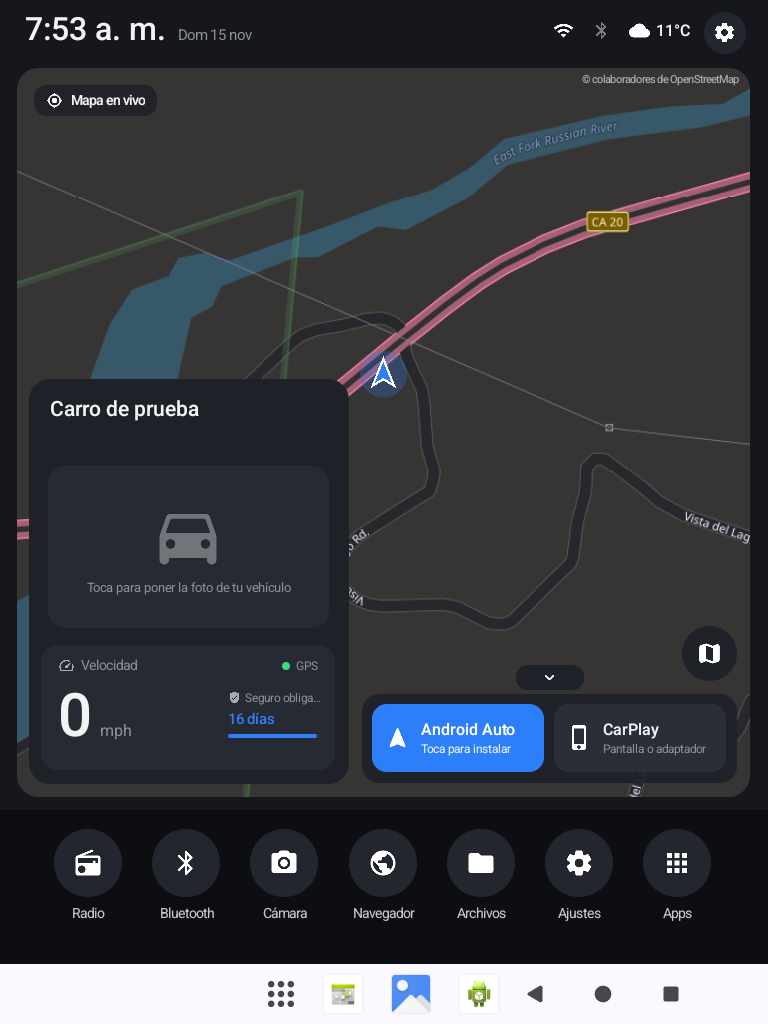 7:53 a. m. Dom 15 nov
11°C
© colaboradores de OpenStreetMap
Mapa en vivo
East Fork Russian River
CA 20
Carro de prueba
Toca para poner la foto de tu vehículo
Rd.
Vista del Lag
Velocidad
GPS
0 mph
Seguro obliga...
16 días
Android Auto
Toca para instalar
CarPlay
Pantalla o adaptador
del
Radio
Bluetooth
Cámara
Navegador
Archivos
Ajustes
Apps